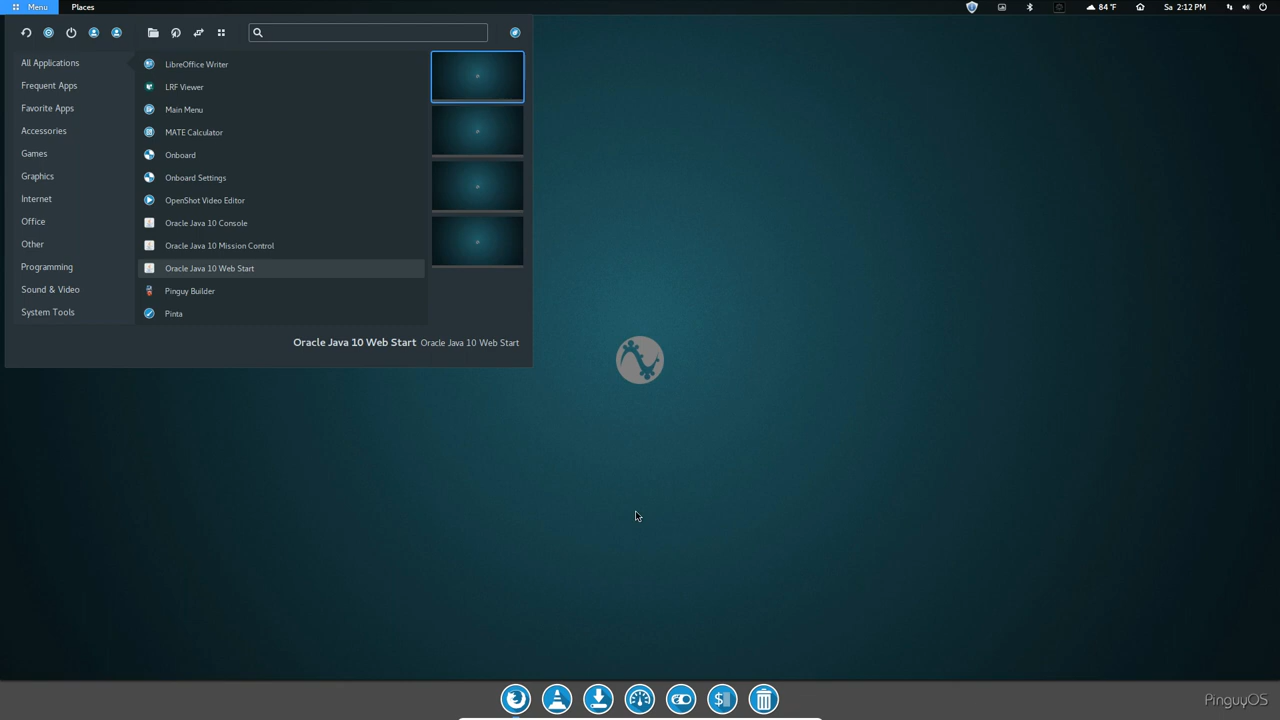 Menu Places
84 °F
Sa 2:12 PM
All Applications
Frequent Apps
Favorite Apps
Accessories
Games
Graphics
Internet
Office
Other
Programming
Sound & Video
System Tools
LibreOffice Writer
LRF Viewer
Main Menu
MATE Calculator
Onboard
Onboard Settings
OpenShot Video Editor
Oracle Java 10 Console
Oracle Java 10 Mission Control
Oracle Java 10 Web Start
Pinguy Builder
Pinta
Oracle Java 10 Web Start Oracle Java 10 Web Start
$
PinguyOS